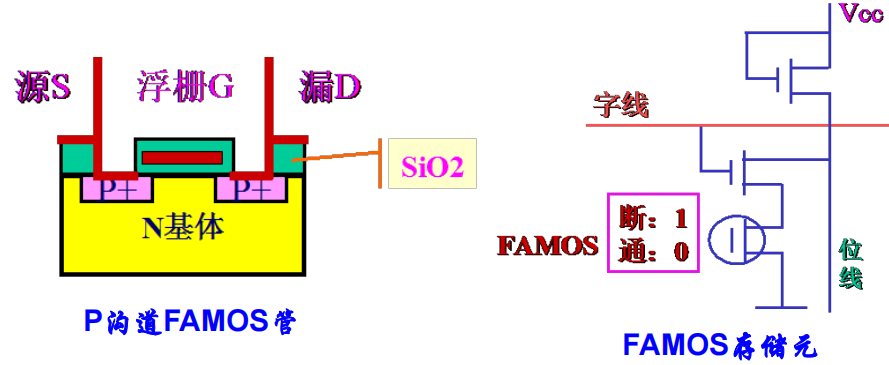 源S
浮栅G
漏D
SiO2
P+
P+
N基体
P沟道FAMOS管
Vcc
字线
FAMOS
断：1
通：0
位线
FAMOS存储元